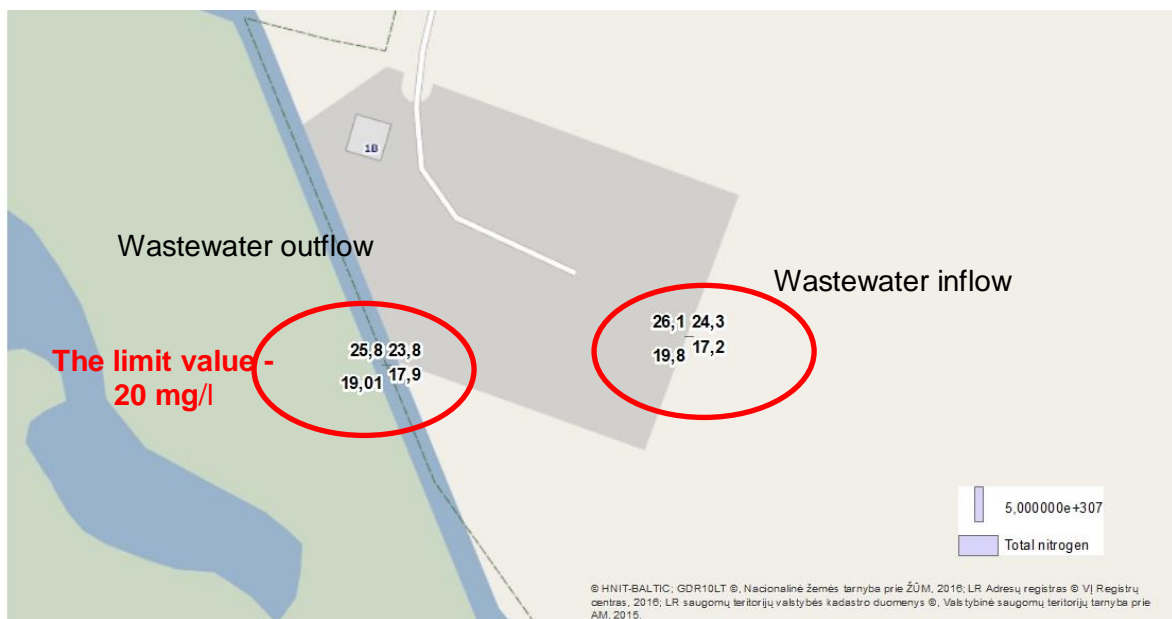 1B
Wastewater outflow
Wastewater inflow
26,1 24,3
19,8 17,2
The limit value -
20 mg/l
25,8 23,8
19,01 17,9
5,000000e+307
Total nitrogen
© HNIT-BALTIC; GDR10LT ©, Nacionalinė žemės tarnyba prie ŽŪM, 2016; LR Adresų registras © VĮ Registrų
centras, 2016; LR saugomų teritorijų valstybės kadastro duomenys ©, Valstybinė saugomų teritorijų tarnyba prie
AM, 2015.